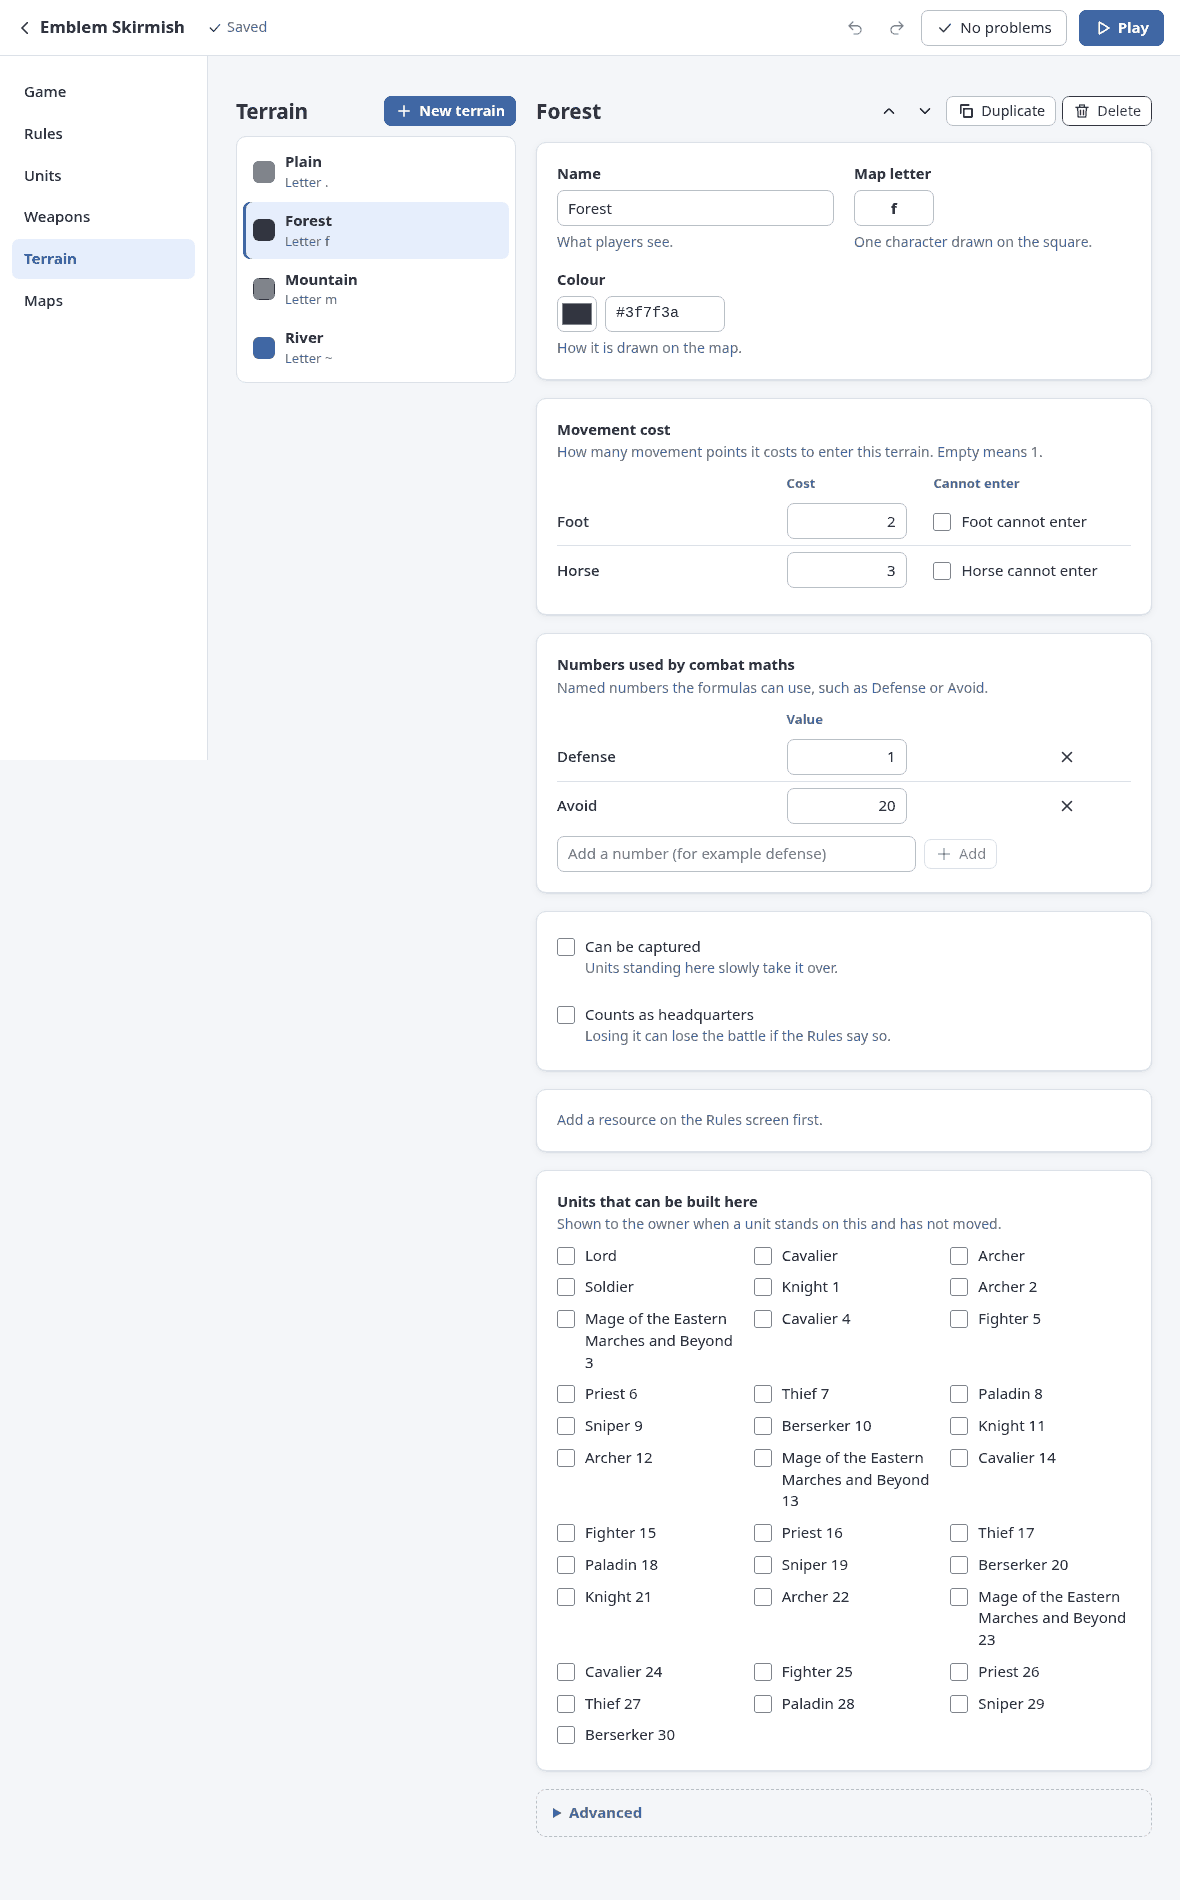 Emblem Skirmish
Saved
No problems
Play
Game
Rules
Units
Weapons
Terrain
Maps
Terrain
New terrain
Plain
Letter .
Forest
Letter f
Mountain
Letter m
River
Letter ~
Forest
Duplicate
Delete
Name
Map letter
Forest
f
What players see.
One character drawn on the square.
Colour
#3f7f3a
How it is drawn on the map.
Movement cost
How many movement points it costs to enter this terrain. Empty means 1.
Cost
Cannot enter
Foot
2
Foot cannot enter
Horse
3
Horse cannot enter
Numbers used by combat maths
Named numbers the formulas can use, such as Defense or Avoid.
Value
Defense
1
Avoid
20
Add a number (for example defense)
Add
Can be captured
Units standing here slowly take it over.
Counts as headquarters
Losing it can lose the battle if the Rules say so.
Add a resource on the Rules screen first.
Units that can be built here
Shown to the owner when a unit stands on this and has not moved.
Lord
Cavalier
Archer
Soldier
Knight 1
Archer 2
Mage of the Eastern
Marches and Beyond
3
Cavalier 4
Fighter 5
Priest 6
Thief 7
Paladin 8
Sniper 9
Berserker 10
Knight 11
Archer 12
Mage of the Eastern
Marches and Beyond
13
Cavalier 14
Fighter 15
Priest 16
Thief 17
Paladin 18
Sniper 19
Berserker 20
Knight 21
Archer 22
Mage of the Eastern
Marches and Beyond
23
Cavalier 24
Fighter 25
Priest 26
Thief 27
Paladin 28
Sniper 29
Berserker 30
Advanced